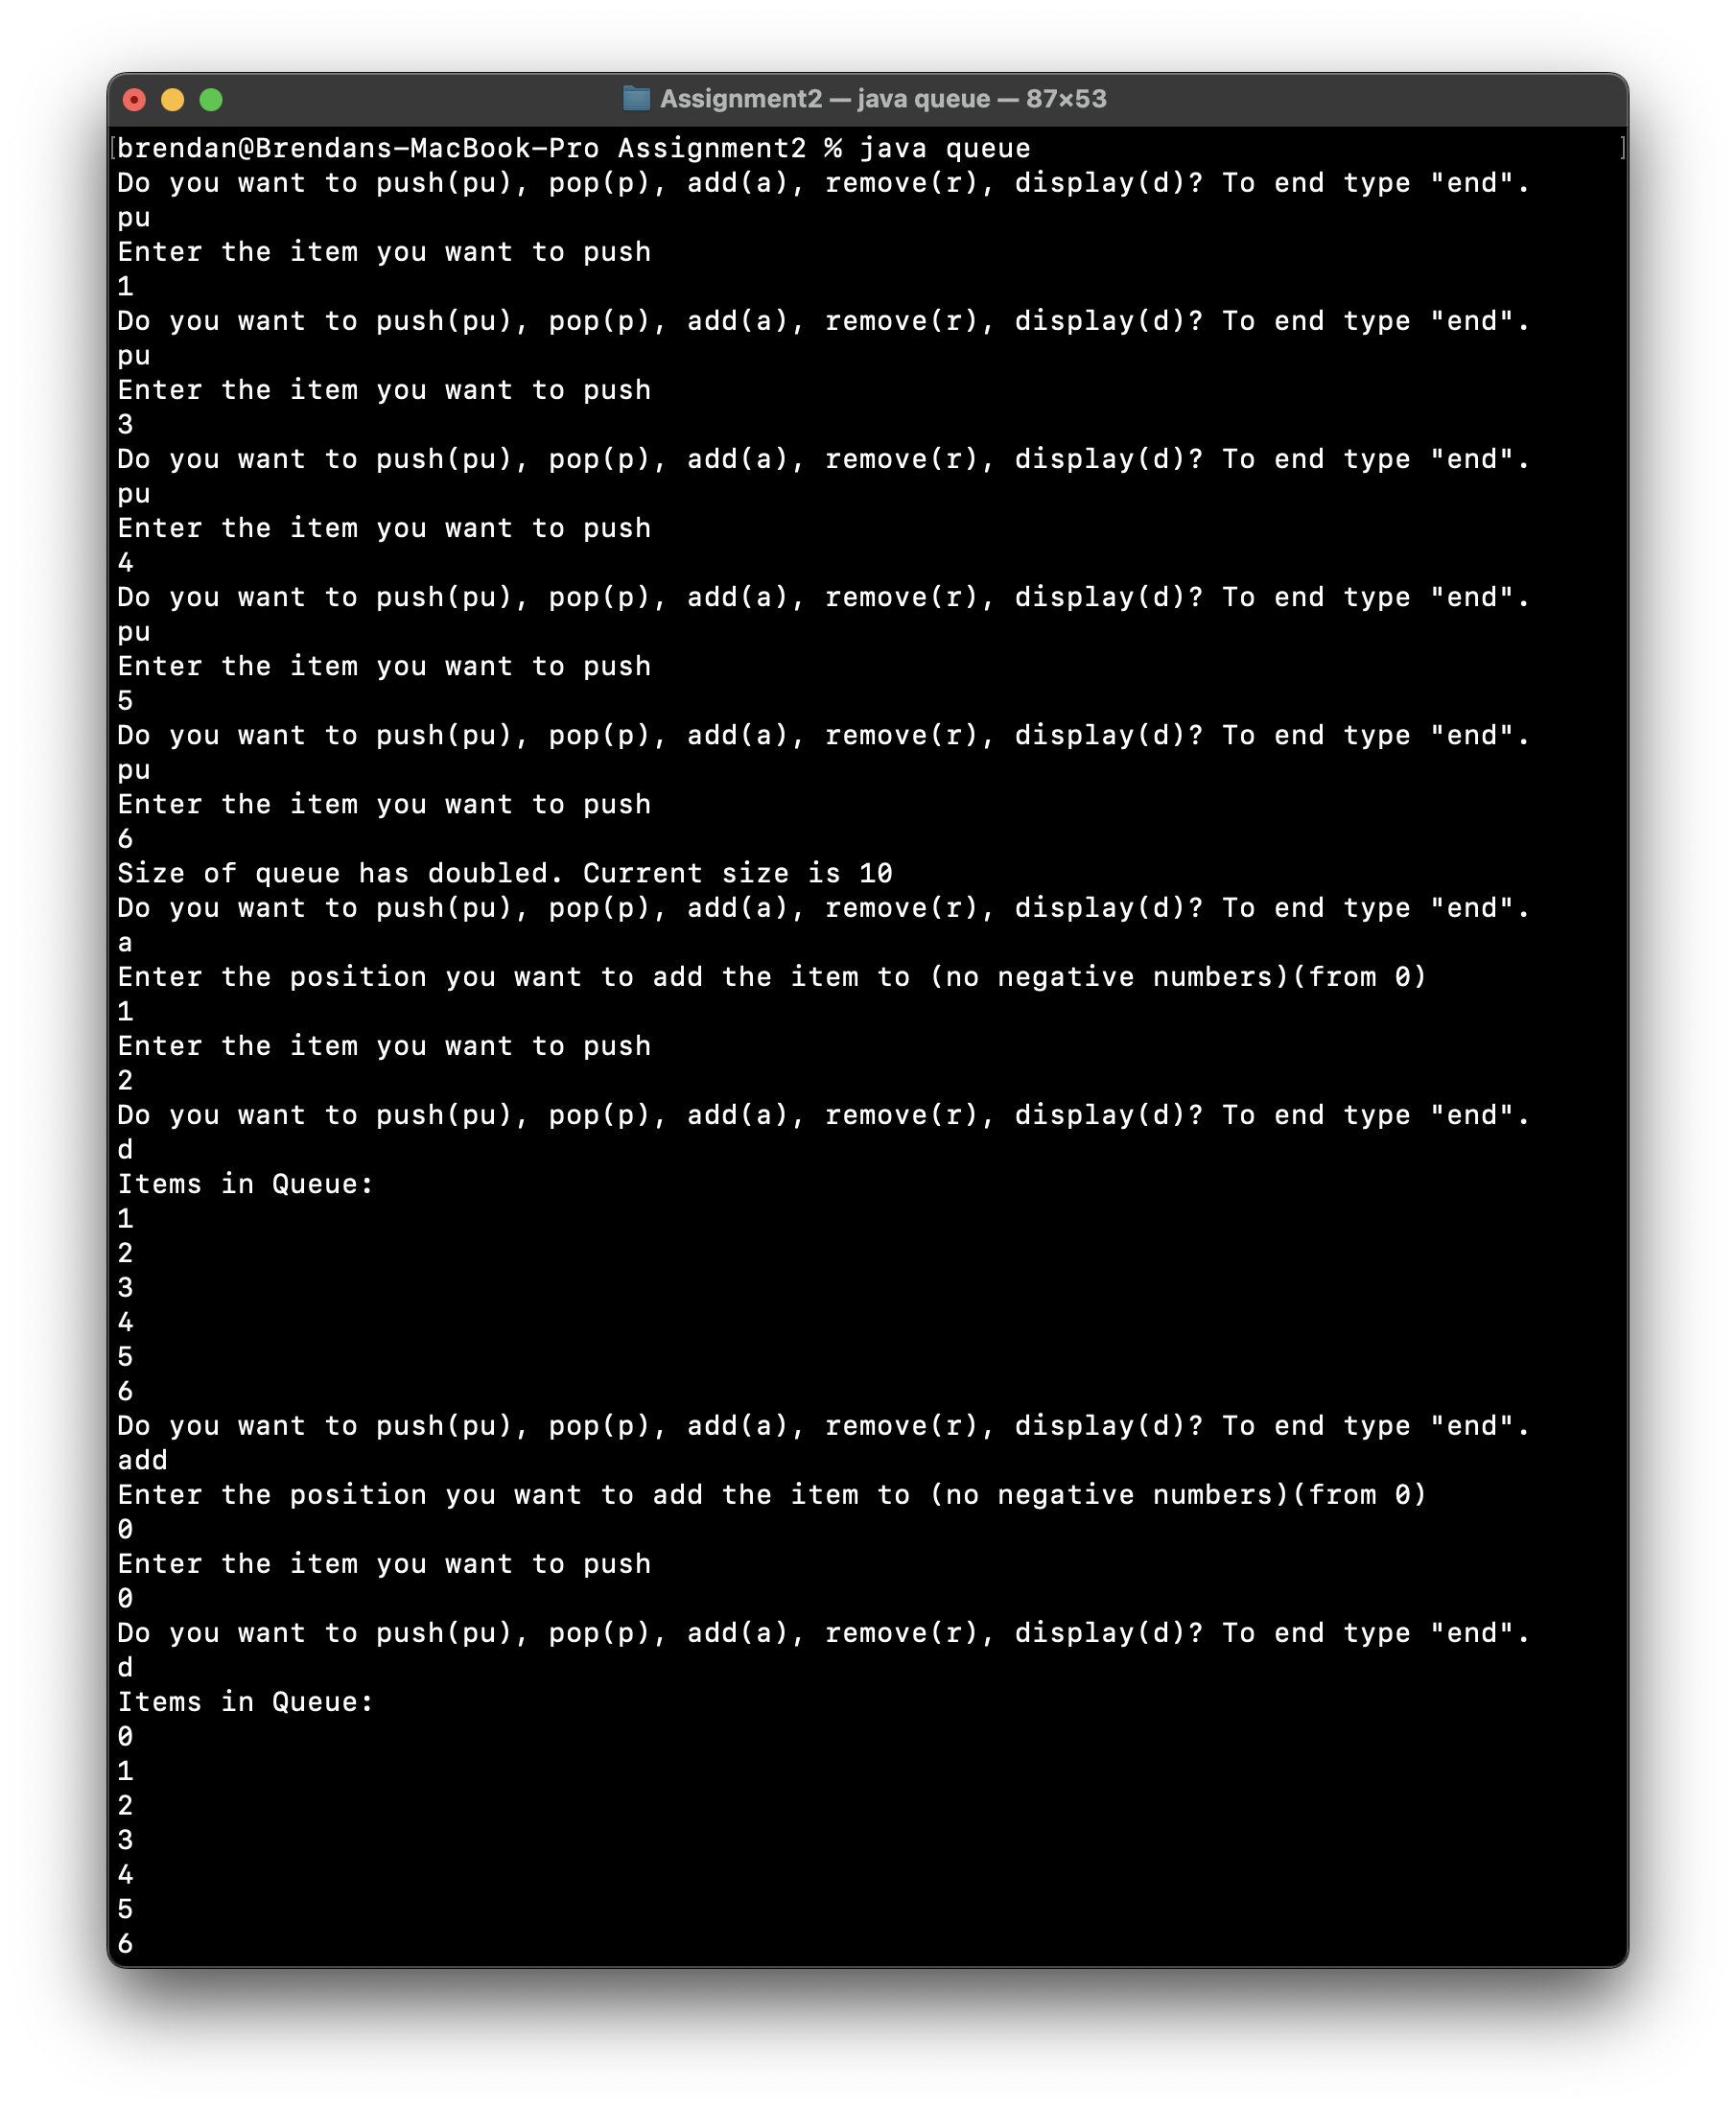 Assignment2 — java queue — 87×53
brendan@Brendans-MacBook-Pro Assignment2 % java queue
Do you want to push(pu), pop(p), add(a), remove(r), display(d)? To end type "end".
pu
Enter the item you want to push
1
Do you want to push(pu), pop(p), add(a), remove(r), display(d)? To end type "end".
pu
Enter the item you want to push
3
Do you want to push(pu), pop(p), add(a), remove(r), display(d)? To end type "end".
pu
Enter the item you want to push
4
Do you want to push(pu), pop(p), add(a), remove(r), display(d)? To end type "end".
pu
Enter the item you want to push
5
Do you want to push(pu), pop(p), add(a), remove(r), display(d)? To end type "end".
pu
Enter the item you want to push
6
Size of queue has doubled. Current size is 10
Do you want to push(pu), pop(p), add(a), remove(r), display(d)? To end type "end".
a
Enter the position you want to add the item to (no negative numbers)(from 0)
1
Enter the item you want to push
2
Do you want to push(pu), pop(p), add(a), remove(r), display(d)? To end type "end".
d
Items in Queue:
1
2
3
4
5
6
Do you want to push(pu), pop(p), add(a), remove(r), display(d)? To end type "end".
add
Enter the position you want to add the item to (no negative numbers)(from 0)
0
Enter the item you want to push
0
Do you want to push(pu), pop(p), add(a), remove(r), display(d)? To end type "end".
d
Items in Queue:
0
1
2
3
4
5
6